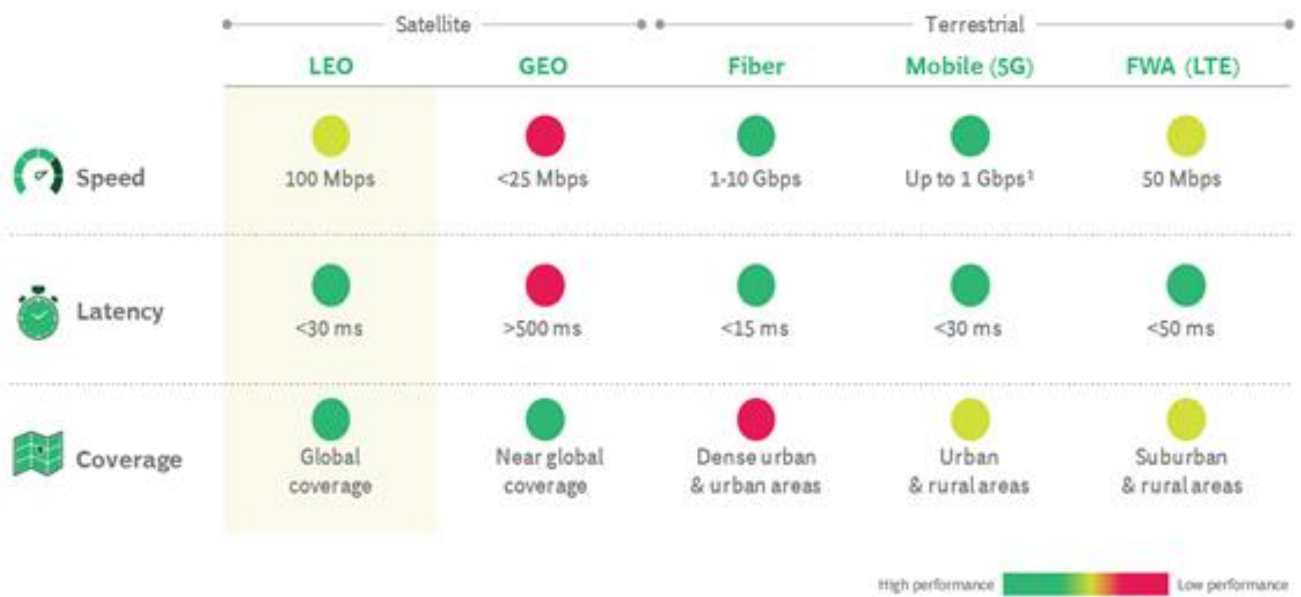 Satellite Terrestrial
LEO GEO Fiber Mobile (5G) FWA (LTE)
Speed
100 Mbps <25 Mbps 1-10 Gbps Up to 1 Gbps¹ 50 Mbps
Latency
<30 ms >500 ms <15 ms <30 ms <50 ms
Coverage
Global Near global Dense urban Urban Suburban
coverage coverage & urban areas & rural areas & rural areas
High performance Low performance